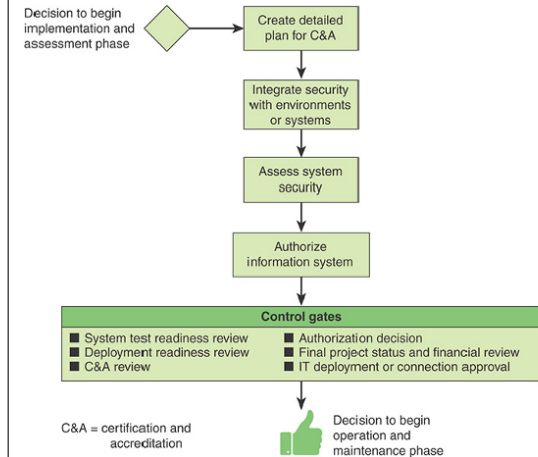 Decision to begin
implementation and
assessment phase
Create detailed
plan for C&A
Integrate security
with environments
or systems
Assess system
security
Authorize
information system
Control gates
■ System test readiness review
■ Deployment readiness review
■ C&A review
■ Authorization decision
■ Final project status and financial review
■ IT deployment or connection approval
C&A = certification and
accreditation
Decision to begin
operation and
maintenance phase